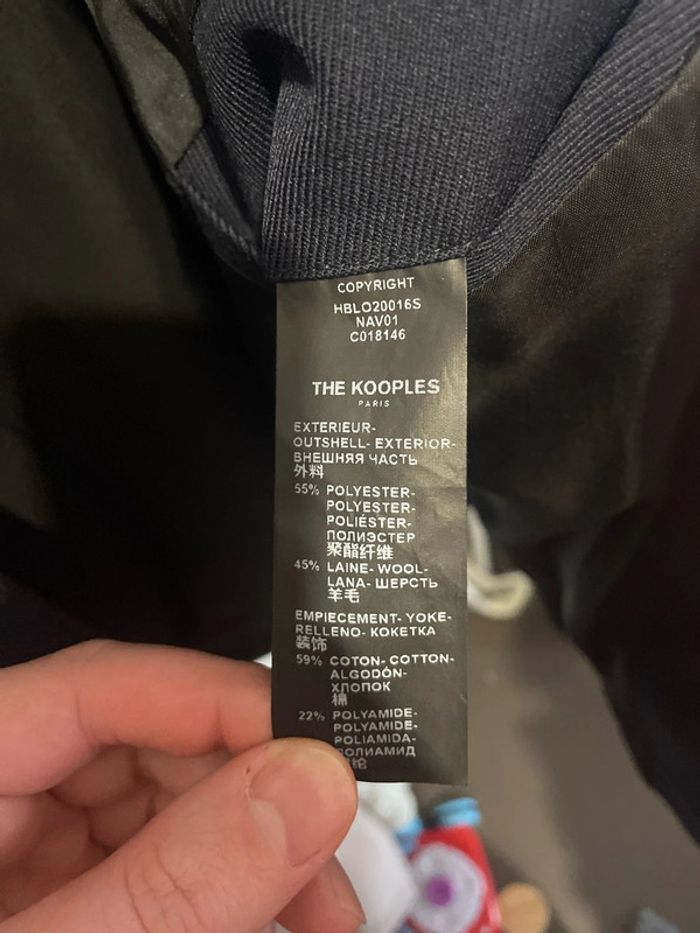 COPYRIGHT
HBLO20016S
NAV01
C018146
THE KOOPLES
PARIS
EXTERIEUR-
OUTSHELL- EXTERIOR-
ВНЕШНЯЯ ЧАСТЬ
外料
55% POLYESTER-
POLYESTER-
POLIÉSTER-
ПОЛИЭСТЕР
聚酯纤维
45% LAINE- WOOL-
LANA- ШЕРСТЬ
羊毛
EMPIECEMENT- YOKE-
RELLENO- КОКЕТКА
装饰
59% COTON- COTTON-
ALGODÓN-
ХЛОПОК
棉
22% POLYAMIDE-
POLYAMIDE-
POLIAMIDA-
ПОЛИАМИД